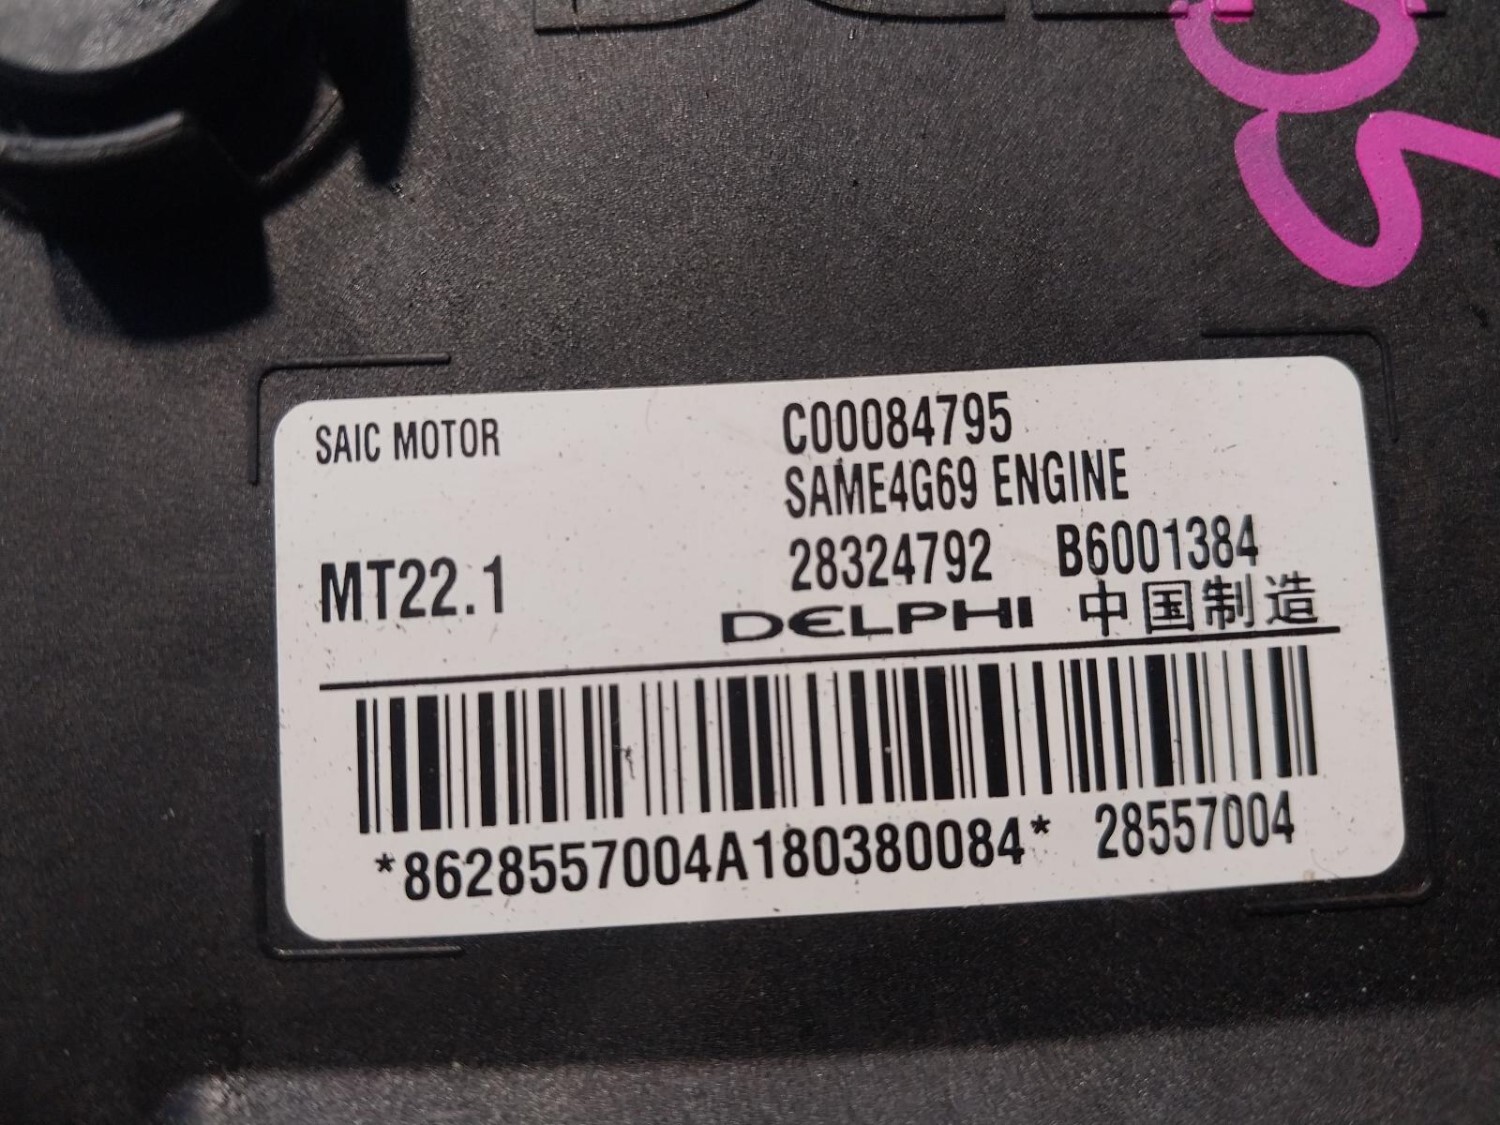 SAIC MOTOR
C00084795
SAME4G69 ENGINE
MT22.1
28324792 B6001384
DELPHI 中国制造
*8628557004A180380084* 28557004